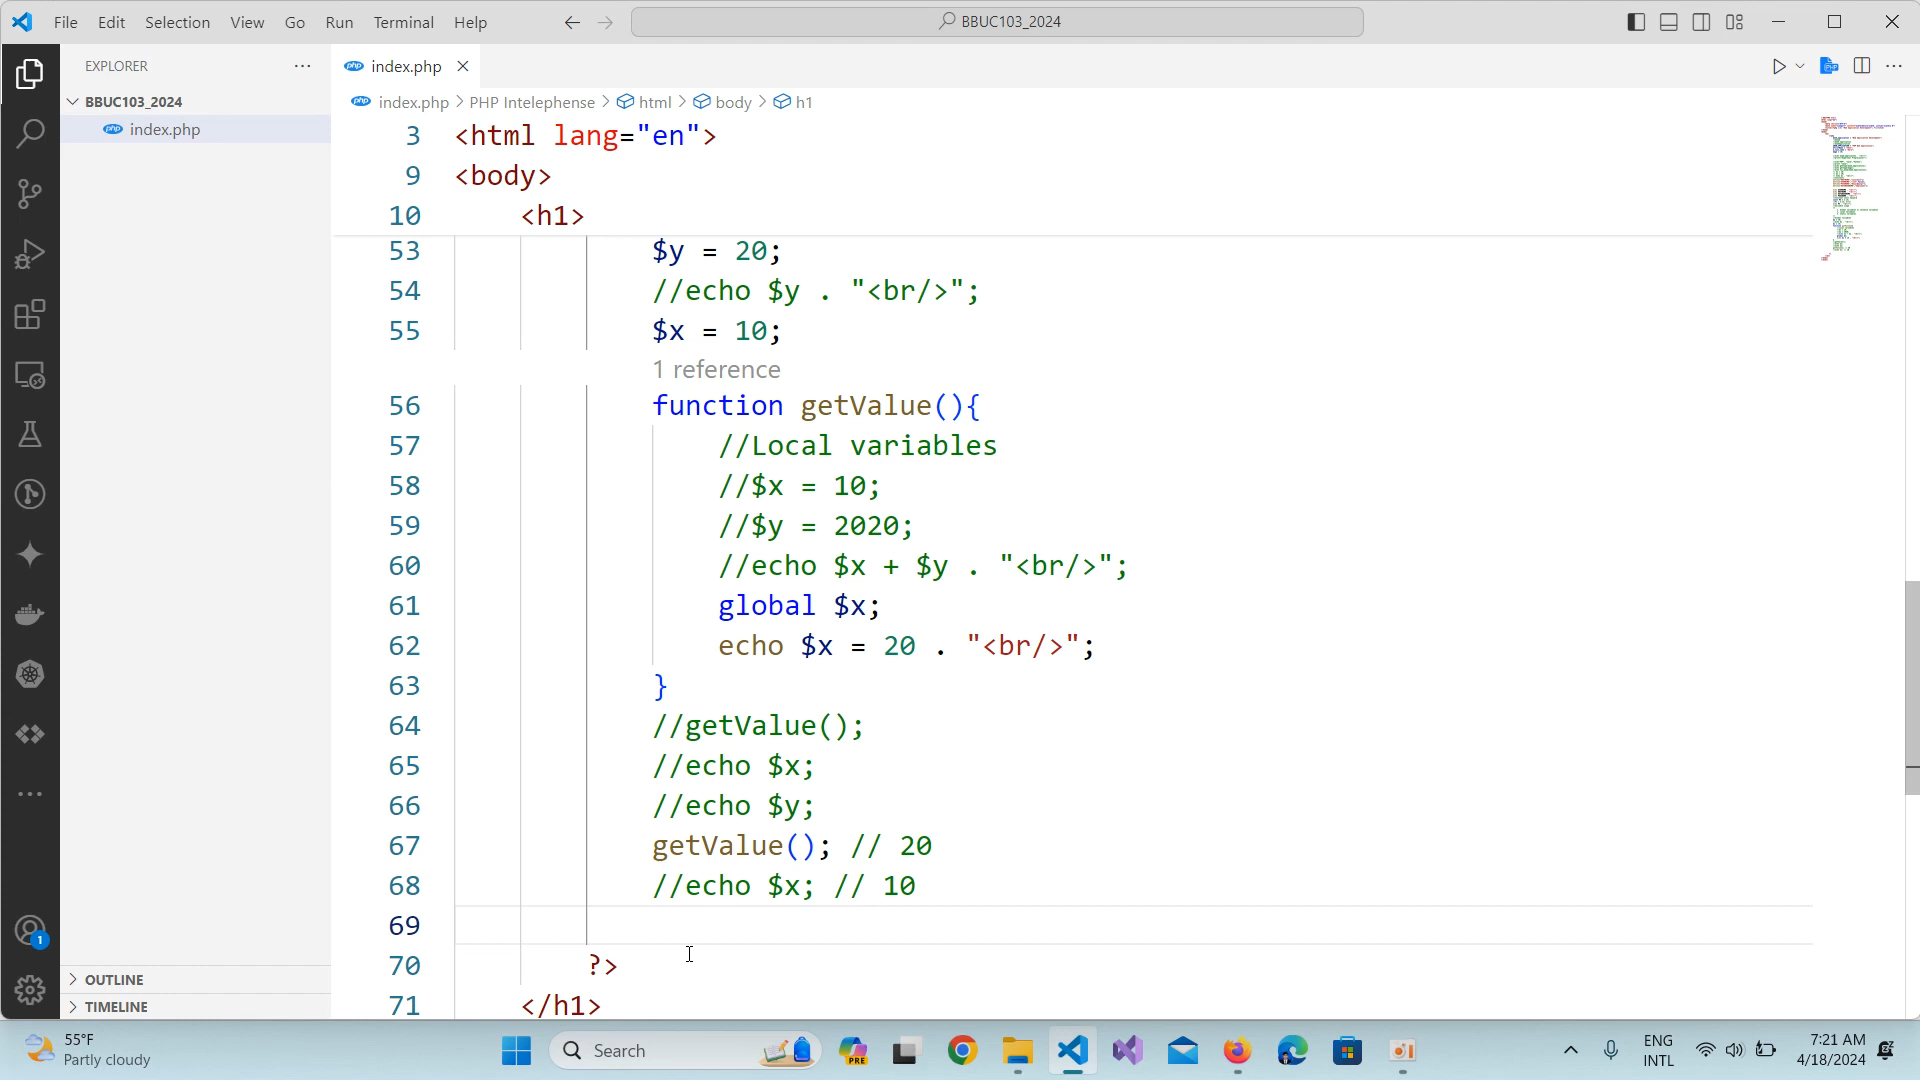 File Edit Selection View Go Run Terminal Help
BBUC103_2024
EXPLORER
BBUC103_2024
index.php
index.php
index.php > PHP Intelephense > html > body > h1
3 <html lang="en">
9 <body>
10 <h1>
53 $y = 20;
54 //echo $y . "<br/>";
55 $x = 10;
1 reference
56 function getValue(){
57 //Local variables
58 //$x = 10;
59 //$y = 2020;
60 //echo $x + $y . "<br/>";
61 global $x;
62 echo $x = 20 . "<br/>";
63 }
64 //getValue();
65 //echo $x;
66 //echo $y;
67 getValue(); // 20
68 //echo $x; // 10
69
70 ?>
71 </h1>
1
OUTLINE
TIMELINE
55°F
Partly cloudy
Search
PRE
ENG
INTL
7:21 AM
4/18/2024